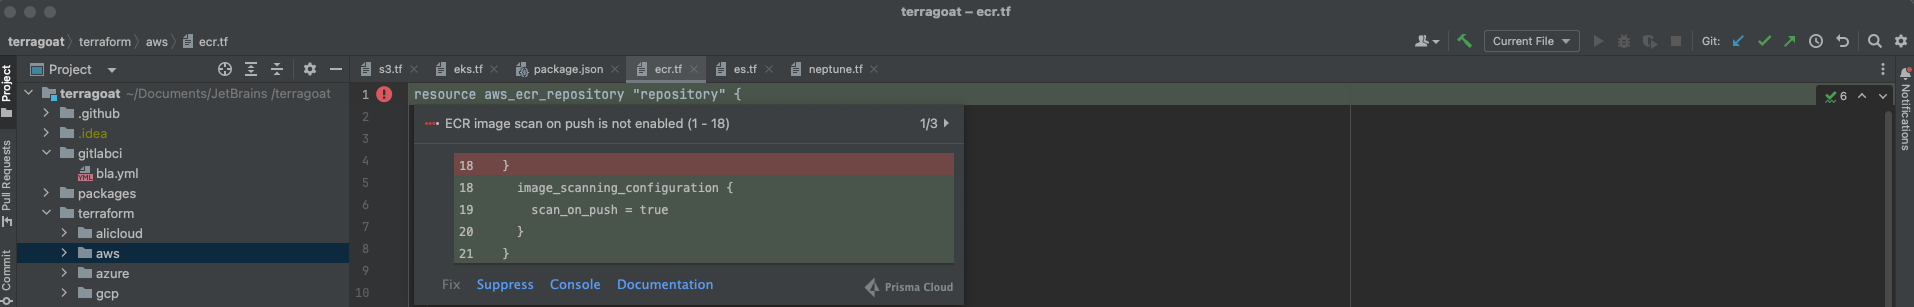 terragoat – ecr.tf
terragoat terraform aws ecr.tf
Current File Git:
Project
s3.tf eks.tf package.json ecr.tf es.tf neptune.tf
Project
Pull Requests
Commit
terragoat ~/Documents/JetBrains /terragoat
.github
.idea
gitlabci
YML bla.yml
packages
terraform
alicloud
aws
azure
gcp
1 resource aws_ecr_repository "repository" {
2
3
4
5
6
7
8
9
10
6
ECR image scan on push is not enabled (1 - 18) 1/3
18 }
18 image_scanning_configuration {
19 scan_on_push = true
20 }
21 }
Fix Suppress Console Documentation Prisma Cloud
Notifications